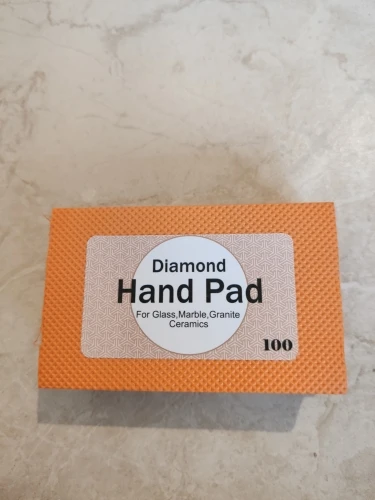 Diamond
Hand Pad
For Glass,Marble,Granite
Ceramics
100